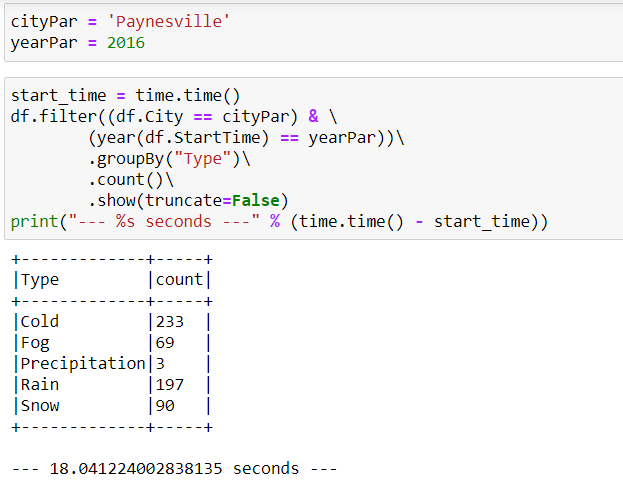 cityPar = 'Paynesville'
yearPar = 2016
start_time = time.time()
df.filter((df.City == cityPar) & \
        (year(df.StartTime) == yearPar))\
        .groupBy("Type")\
        .count()\
        .show(truncate=False)
print("--- %s seconds ---" % (time.time() - start_time))
+-------------+-----+
|Type         |count|
+-------------+-----+
|Cold         |233  |
|Fog          |69   |
|Precipitation|3    |
|Rain         |197  |
|Snow         |90   |
+-------------+-----+
--- 18.041224002838135 seconds ---